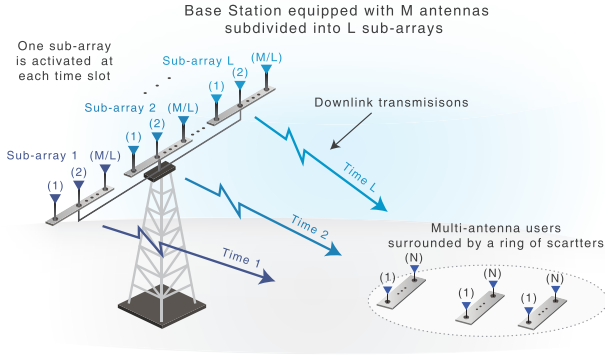 Base Station equipped with M antennas
subdivided into L sub-arrays
One sub-array
is activated at
each time slot
Sub-array L
(1) (2) (M/L)
Sub-array 2
(1) (2) (M/L)
Sub-array 1
(1) (2) (M/L)
Downlink transmisisons
Time L
Time 2
Time 1
Multi-antenna users
surrounded by a ring of scartters
(1) (N)
(1) (N)
(1) (N)